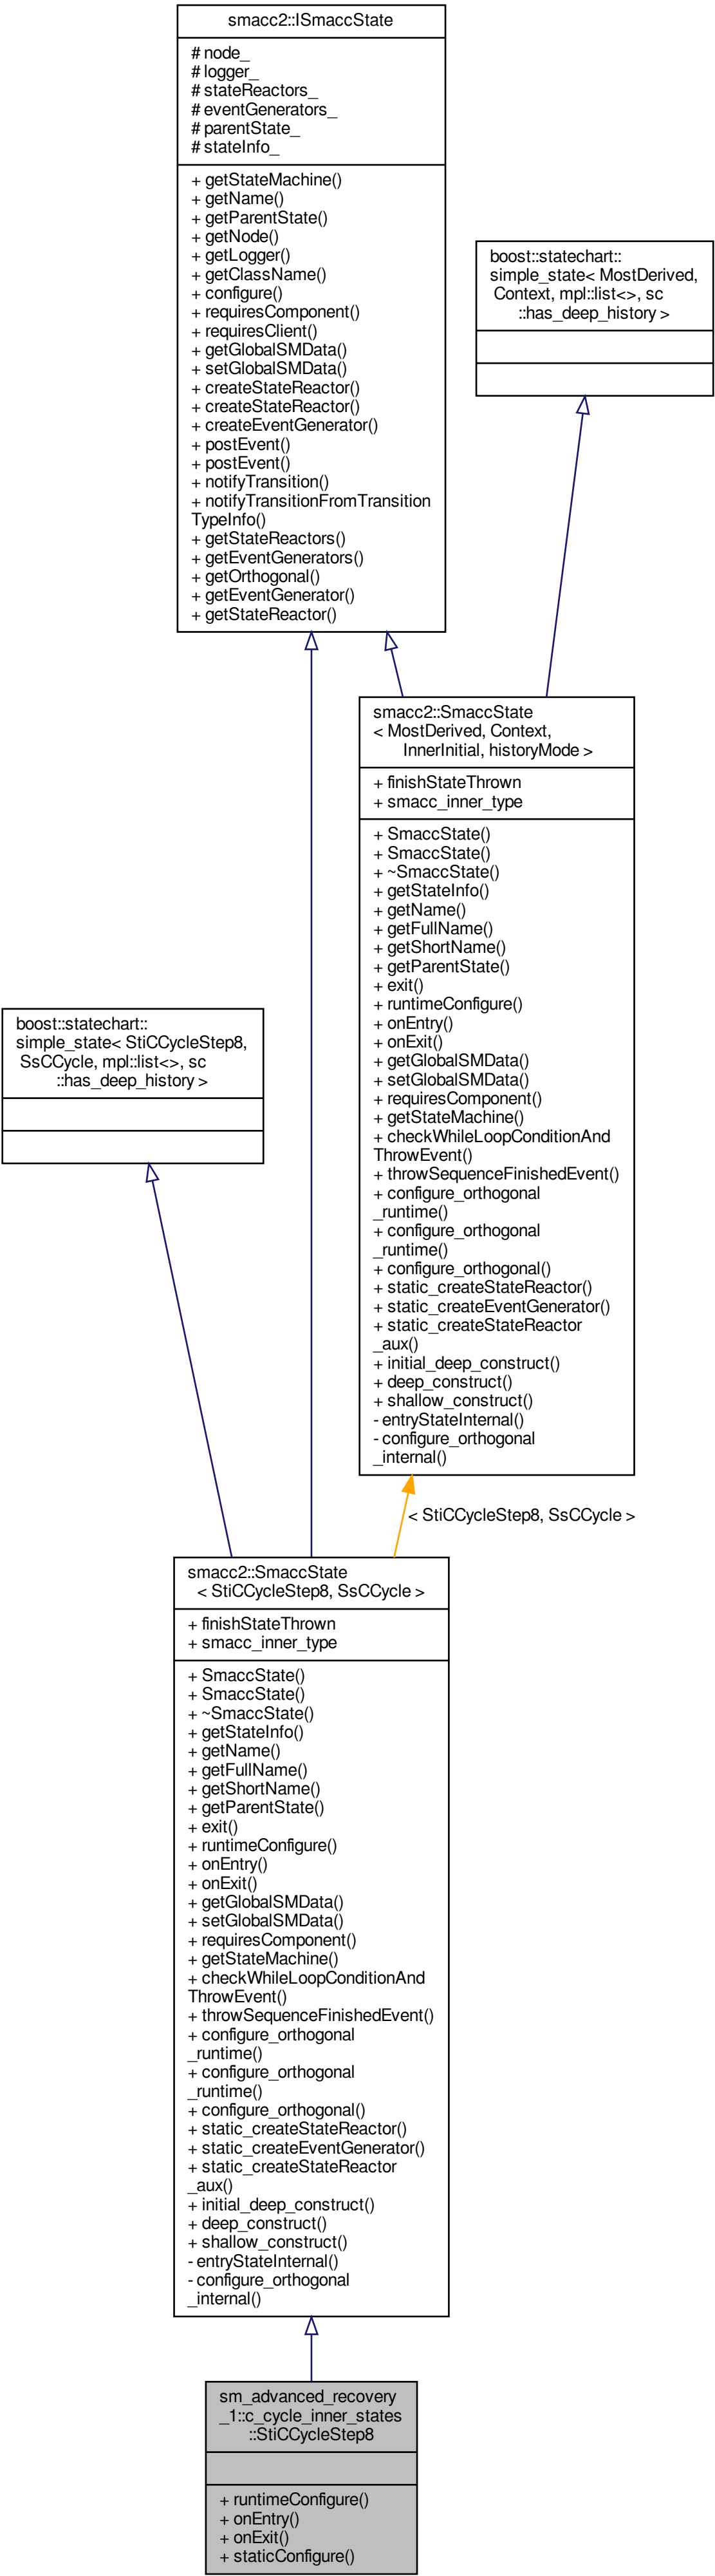 smacc2::ISmaccState
# node_
# logger_
# stateReactors_
# eventGenerators_
# parentState_
# stateInfo_
+ getStateMachine()
+ getName()
+ getParentState()
+ getNode()
+ getLogger()
+ getClassName()
+ configure()
+ requiresComponent()
+ requiresClient()
+ getGlobalSMData()
+ setGlobalSMData()
+ createStateReactor()
+ createStateReactor()
+ createEventGenerator()
+ postEvent()
+ postEvent()
+ notifyTransition()
+ notifyTransitionFromTransition
TypeInfo()
+ getStateReactors()
+ getEventGenerators()
+ getOrthogonal()
+ getEventGenerator()
+ getStateReactor()
boost::statechart::
simple_state< MostDerived,
Context, mpl::list<>, sc
::has_deep_history >
smacc2::SmaccState
< MostDerived, Context,
InnerInitial, historyMode >
+ finishStateThrown
+ smacc_inner_type
+ SmaccState()
+ SmaccState()
+ ~SmaccState()
+ getStateInfo()
+ getName()
+ getFullName()
+ getShortName()
+ getParentState()
+ exit()
+ runtimeConfigure()
+ onEntry()
+ onExit()
+ getGlobalSMData()
+ setGlobalSMData()
+ requiresComponent()
+ getStateMachine()
+ checkWhileLoopConditionAnd
ThrowEvent()
+ throwSequenceFinishedEvent()
+ configure_orthogonal
_runtime()
+ configure_orthogonal
_runtime()
+ configure_orthogonal()
+ static_createStateReactor()
+ static_createEventGenerator()
+ static_createStateReactor
_aux()
+ initial_deep_construct()
+ deep_construct()
+ shallow_construct()
- entryStateInternal()
- configure_orthogonal
_internal()
boost::statechart::
simple_state< StiCCycleStep8,
SsCCycle, mpl::list<>, sc
::has_deep_history >
< StiCCycleStep8, SsCCycle >
smacc2::SmaccState
< StiCCycleStep8, SsCCycle >
+ finishStateThrown
+ smacc_inner_type
+ SmaccState()
+ SmaccState()
+ ~SmaccState()
+ getStateInfo()
+ getName()
+ getFullName()
+ getShortName()
+ getParentState()
+ exit()
+ runtimeConfigure()
+ onEntry()
+ onExit()
+ getGlobalSMData()
+ setGlobalSMData()
+ requiresComponent()
+ getStateMachine()
+ checkWhileLoopConditionAnd
ThrowEvent()
+ throwSequenceFinishedEvent()
+ configure_orthogonal
_runtime()
+ configure_orthogonal
_runtime()
+ configure_orthogonal()
+ static_createStateReactor()
+ static_createEventGenerator()
+ static_createStateReactor
_aux()
+ initial_deep_construct()
+ deep_construct()
+ shallow_construct()
- entryStateInternal()
- configure_orthogonal
_internal()
sm_advanced_recovery
_1::c_cycle_inner_states
::StiCCycleStep8
+ runtimeConfigure()
+ onEntry()
+ onExit()
+ staticConfigure()